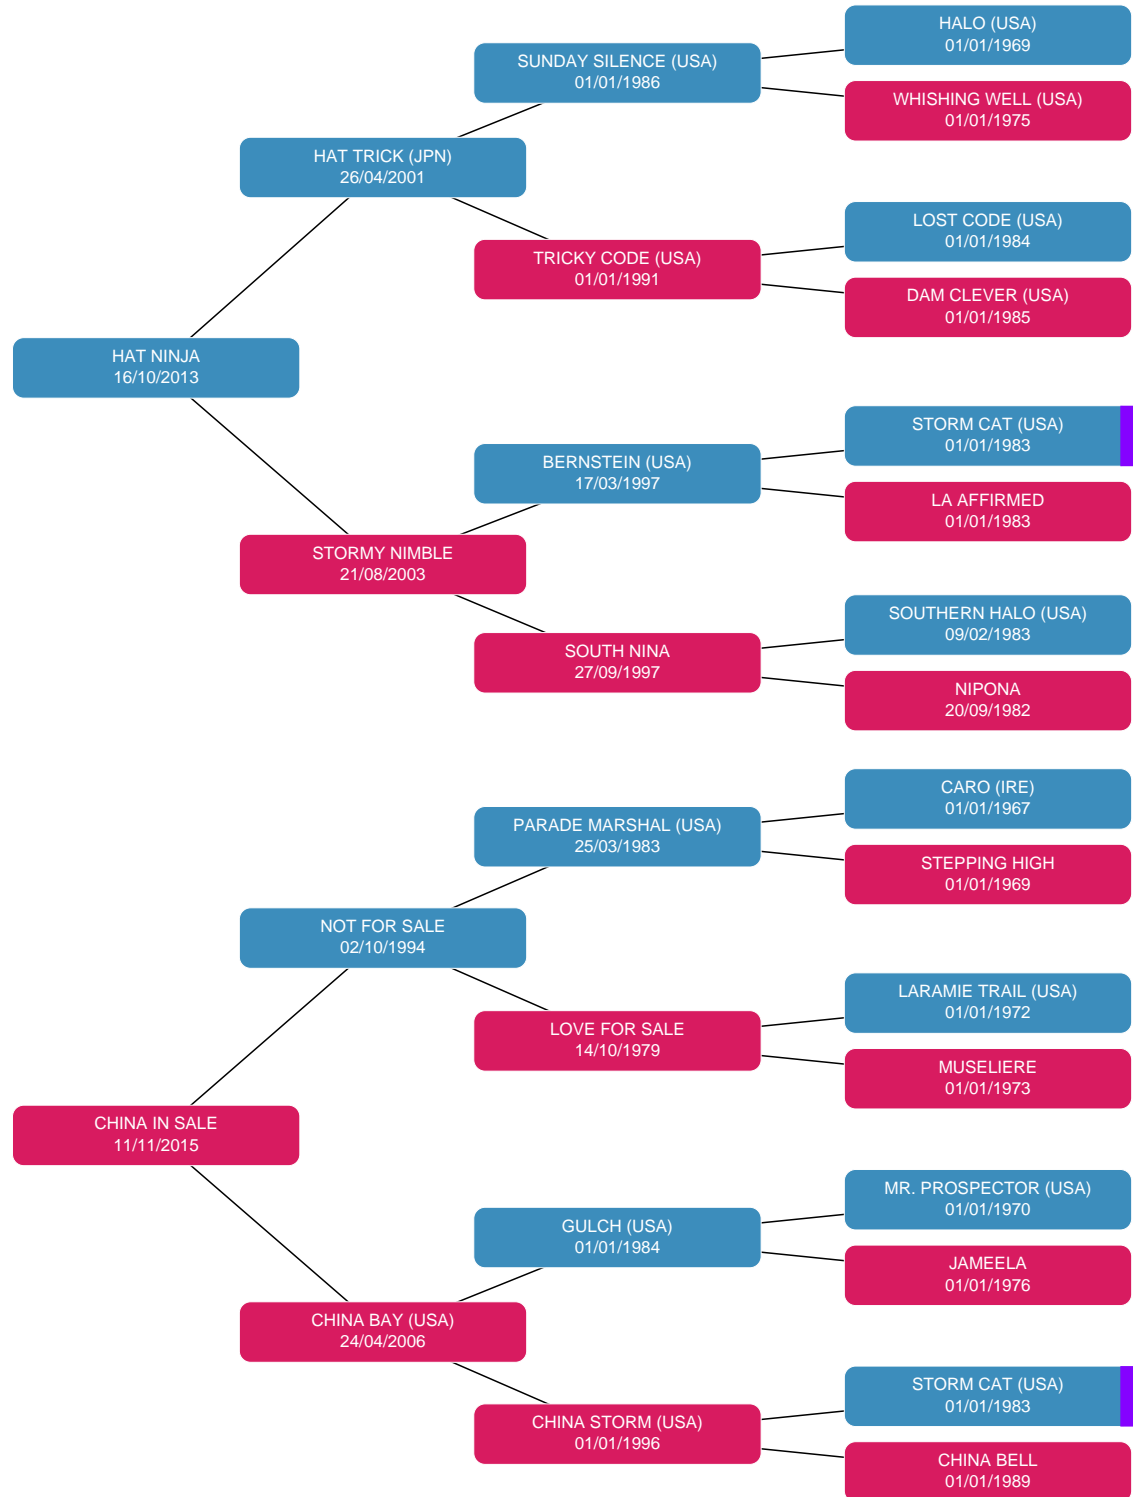 HALO (USA)
01/01/1969
SUNDAY SILENCE (USA)
01/01/1986
WHISHING WELL (USA)
01/01/1975
HAT TRICK (JPN)
26/04/2001
LOST CODE (USA)
01/01/1984
TRICKY CODE (USA)
01/01/1991
DAM CLEVER (USA)
01/01/1985
HAT NINJA
16/10/2013
STORM CAT (USA)
01/01/1983
BERNSTEIN (USA)
17/03/1997
LA AFFIRMED
01/01/1983
STORMY NIMBLE
21/08/2003
SOUTHERN HALO (USA)
09/02/1983
SOUTH NINA
27/09/1997
NIPONA
20/09/1982
CARO (IRE)
01/01/1967
PARADE MARSHAL (USA)
25/03/1983
STEPPING HIGH
01/01/1969
NOT FOR SALE
02/10/1994
LARAMIE TRAIL (USA)
01/01/1972
LOVE FOR SALE
14/10/1979
MUSELIERE
01/01/1973
CHINA IN SALE
11/11/2015
MR. PROSPECTOR (USA)
01/01/1970
GULCH (USA)
01/01/1984
JAMEELA
01/01/1976
CHINA BAY (USA)
24/04/2006
STORM CAT (USA)
01/01/1983
CHINA STORM (USA)
01/01/1996
CHINA BELL
01/01/1989